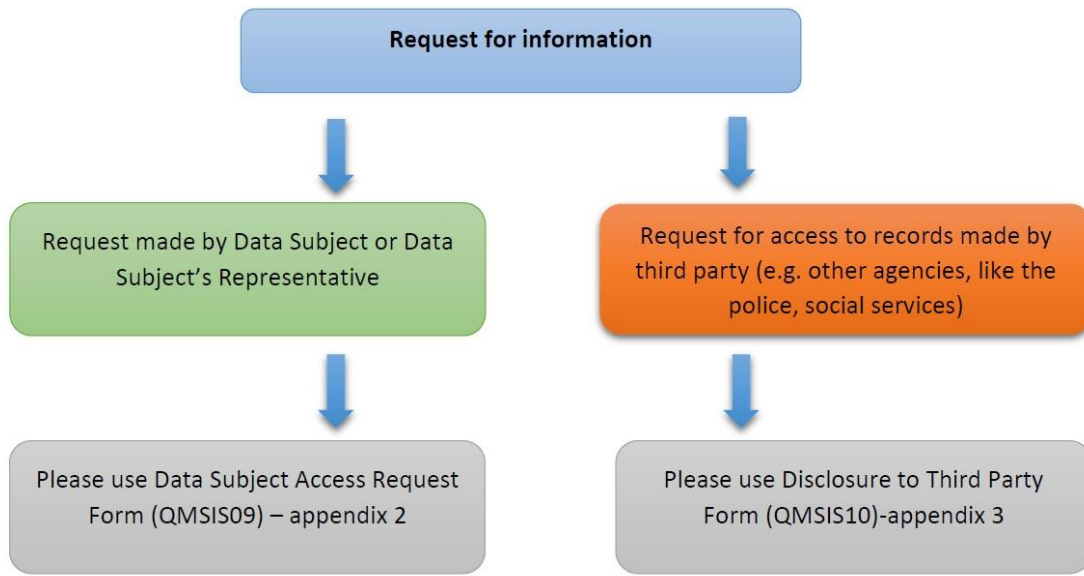 Request for information
Request made by Data Subject or Data
Subject's Representative
Request for access to records made by
third party (e.g. other agencies, like the
police, social services)
Please use Data Subject Access Request
Form (QMSIS09) – appendix 2
Please use Disclosure to Third Party
Form (QMSIS10)-appendix 3